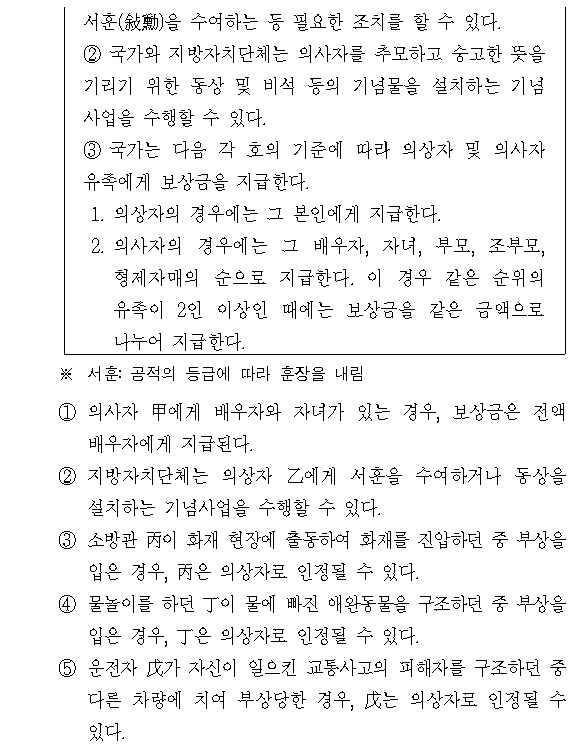 서훈(敍勳)을 수여하는 등 필요한 조치를 할 수 있다.
② 국가와 지방자치단체는 의사자를 추모하고 숭고한 뜻을
기리기 위한 동상 및 비석 등의 기념물을 설치하는 기념
사업을 수행할 수 있다.
③ 국가는 다음 각 호의 기준에 따라 의상자 및 의사자
유족에게 보상금을 지급한다.
1. 의상자의 경우에는 그 본인에게 지급한다.
2. 의사자의 경우에는 그 배우자, 자녀, 부모, 조부모,
형제자매의 순으로 지급한다. 이 경우 같은 순위의
유족이 2인 이상인 때에는 보상금을 같은 금액으로
나누어 지급한다.
※ 서훈: 공적의 등급에 따라 훈장을 내림
① 의사자 甲에게 배우자와 자녀가 있는 경우, 보상금은 전액
배우자에게 지급된다.
② 지방자치단체는 의상자 乙에게 서훈을 수여하거나 동상을
설치하는 기념사업을 수행할 수 있다.
③ 소방관 丙이 화재 현장에 출동하여 화재를 진압하던 중 부상을
입은 경우, 丙은 의상자로 인정될 수 있다.
④ 물놀이를 하던 丁이 물에 빠진 애완동물을 구조하던 중 부상을
입은 경우, 丁은 의상자로 인정될 수 있다.
⑤ 운전자 戊가 자신이 일으킨 교통사고의 피해자를 구조하던 중
다른 차량에 치여 부상당한 경우, 戊는 의상자로 인정될 수
있다.